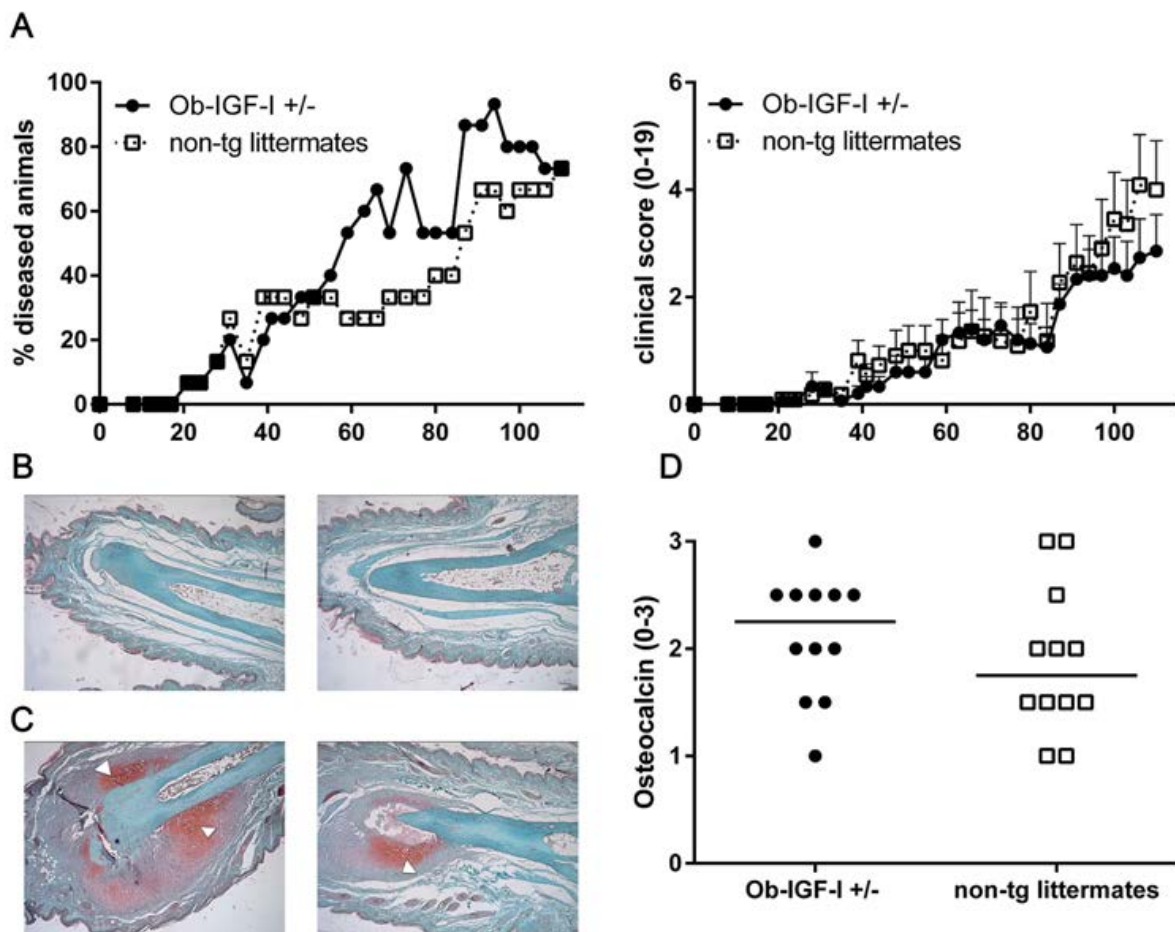 A
% diseased animals
100
80
60
40
20
0
Ob-IGF-I +/-
non-tg littermates
0 20 40 60 80 100
clinical score (0-19)
6
4
2
0
Ob-IGF-I +/-
non-tg littermates
0 20 40 60 80 100
B
C
D
Osteocalcin (0-3)
3
2
1
0
Ob-IGF-I +/- non-tg littermates